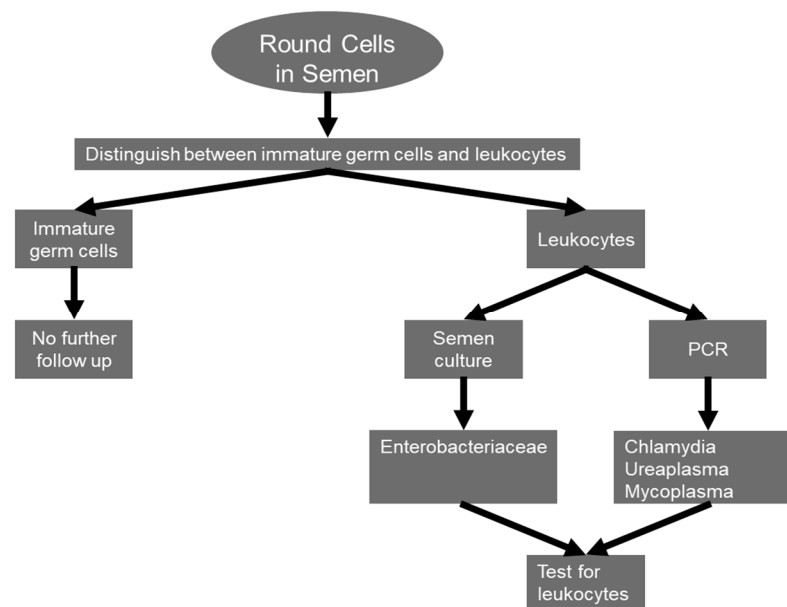 Round Cells
in Semen
Distinguish between immature germ cells and leukocytes
Immature
germ cells
Leukocytes
No further
follow up
Semen
culture
PCR
Enterobacteriaceae
Chlamydia
Ureaplasma
Mycoplasma
Test for
leukocytes